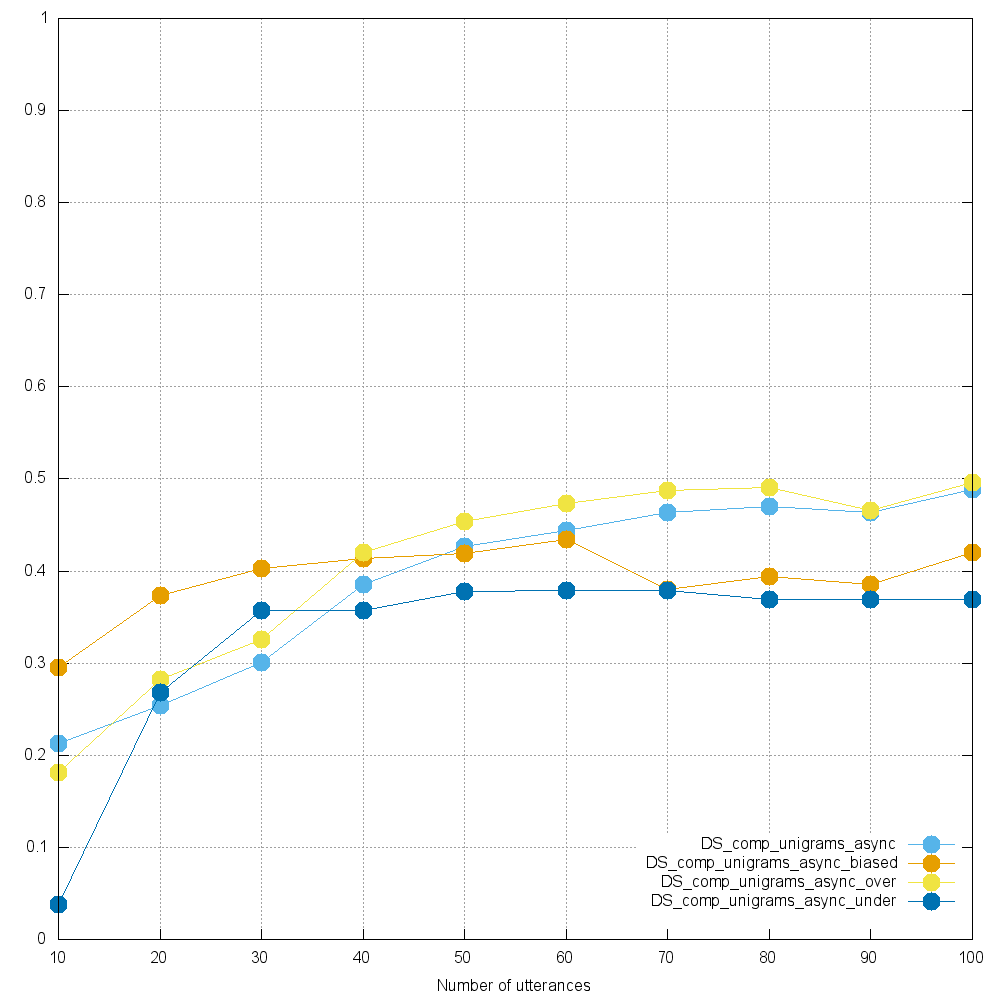 1
0.9
0.8
0.7
0.6
0.5
0.4
0.3
0.2
0.1
0
DS_comp_unigrams_async
DS_comp_unigrams_async_biased
DS_comp_unigrams_async_over
DS_comp_unigrams_async_under
10 20 30 40 50 60 70 80 90 100
Number of utterances